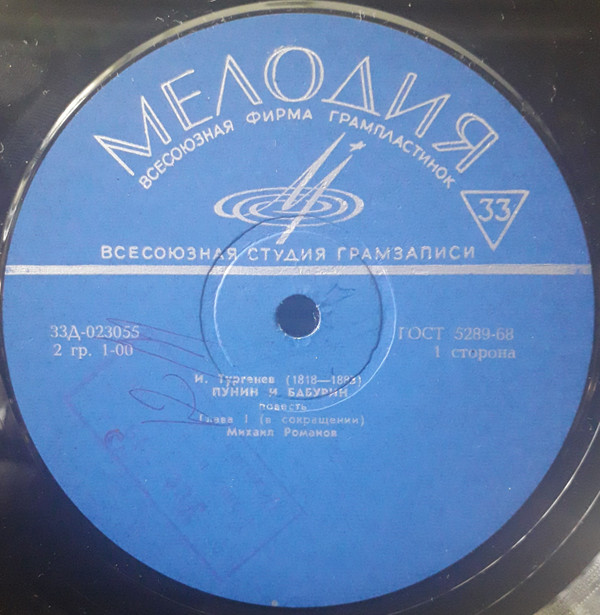 МЕЛОДИЯ
ВСЕСОЮЗНАЯ ФИРМА ГРАМПЛАСТИНОК
33
ВСЕСОЮЗНАЯ СТУДИЯ ГРАМЗАПИСИ
33Д-023055
ГОСТ 5289-68
2 гр. 1-00
1 сторона
И. Тургенев (1818—1883)
ПУНИН И БАБУРИН
повесть
Глава 1 (в сокращении)
Михаил Романов